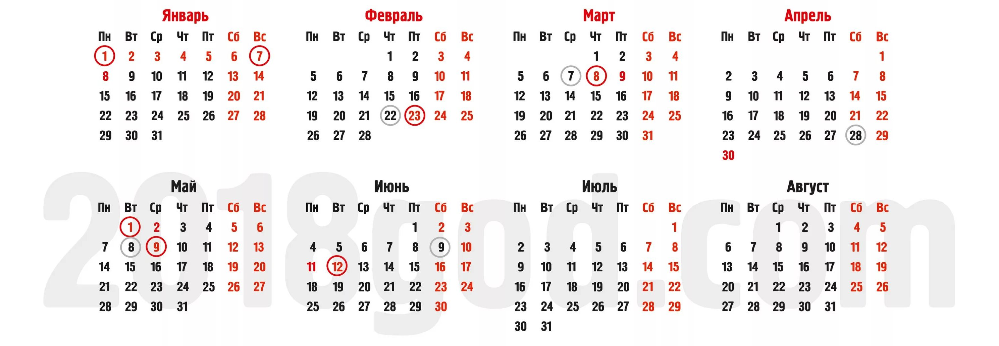 Январь Февраль Март Апрель
Пн Вт Ср Чт Пт Сб Вс Пн Вт Ср Чт Пт Сб Вс Пн Вт Ср Чт Пт Сб Вс Пн Вт Ср Чт Пт Сб Вс
1 2 3 4 5 6 7 1 2 3 4 1 2 3 4 1
8 9 10 11 12 13 14 5 6 7 8 9 10 11 5 6 7 8 9 10 11 2 3 4 5 6 7 8
15 16 17 18 19 20 21 12 13 14 15 16 17 18 12 13 14 15 16 17 18 9 10 11 12 13 14 15
22 23 24 25 26 27 28 19 20 21 22 23 24 25 19 20 21 22 23 24 25 16 17 18 19 20 21 22
29 30 31 26 27 28 26 27 28 29 30 31 23 24 25 26 27 28 29
30
2018god.com
Май Июнь Июль Август
Пн Вт Ср Чт Пт Сб Вс Пн Вт Ср Чт Пт Сб Вс Пн Вт Ср Чт Пт Сб Вс Пн Вт Ср Чт Пт Сб Вс
1 2 3 4 5 6 1 2 3 1 1 2 3 4 5
7 8 9 10 11 12 13 4 5 6 7 8 9 10 2 3 4 5 6 7 8 6 7 8 9 10 11 12
14 15 16 17 18 19 20 11 12 13 14 15 16 17 9 10 11 12 13 14 15 13 14 15 16 17 18 19
21 22 23 24 25 26 27 18 19 20 21 22 23 24 16 17 18 19 20 21 22 20 21 22 23 24 25 26
28 29 30 31 25 26 27 28 29 30 23 24 25 26 27 28 29 27 28 29 30 31
30 31